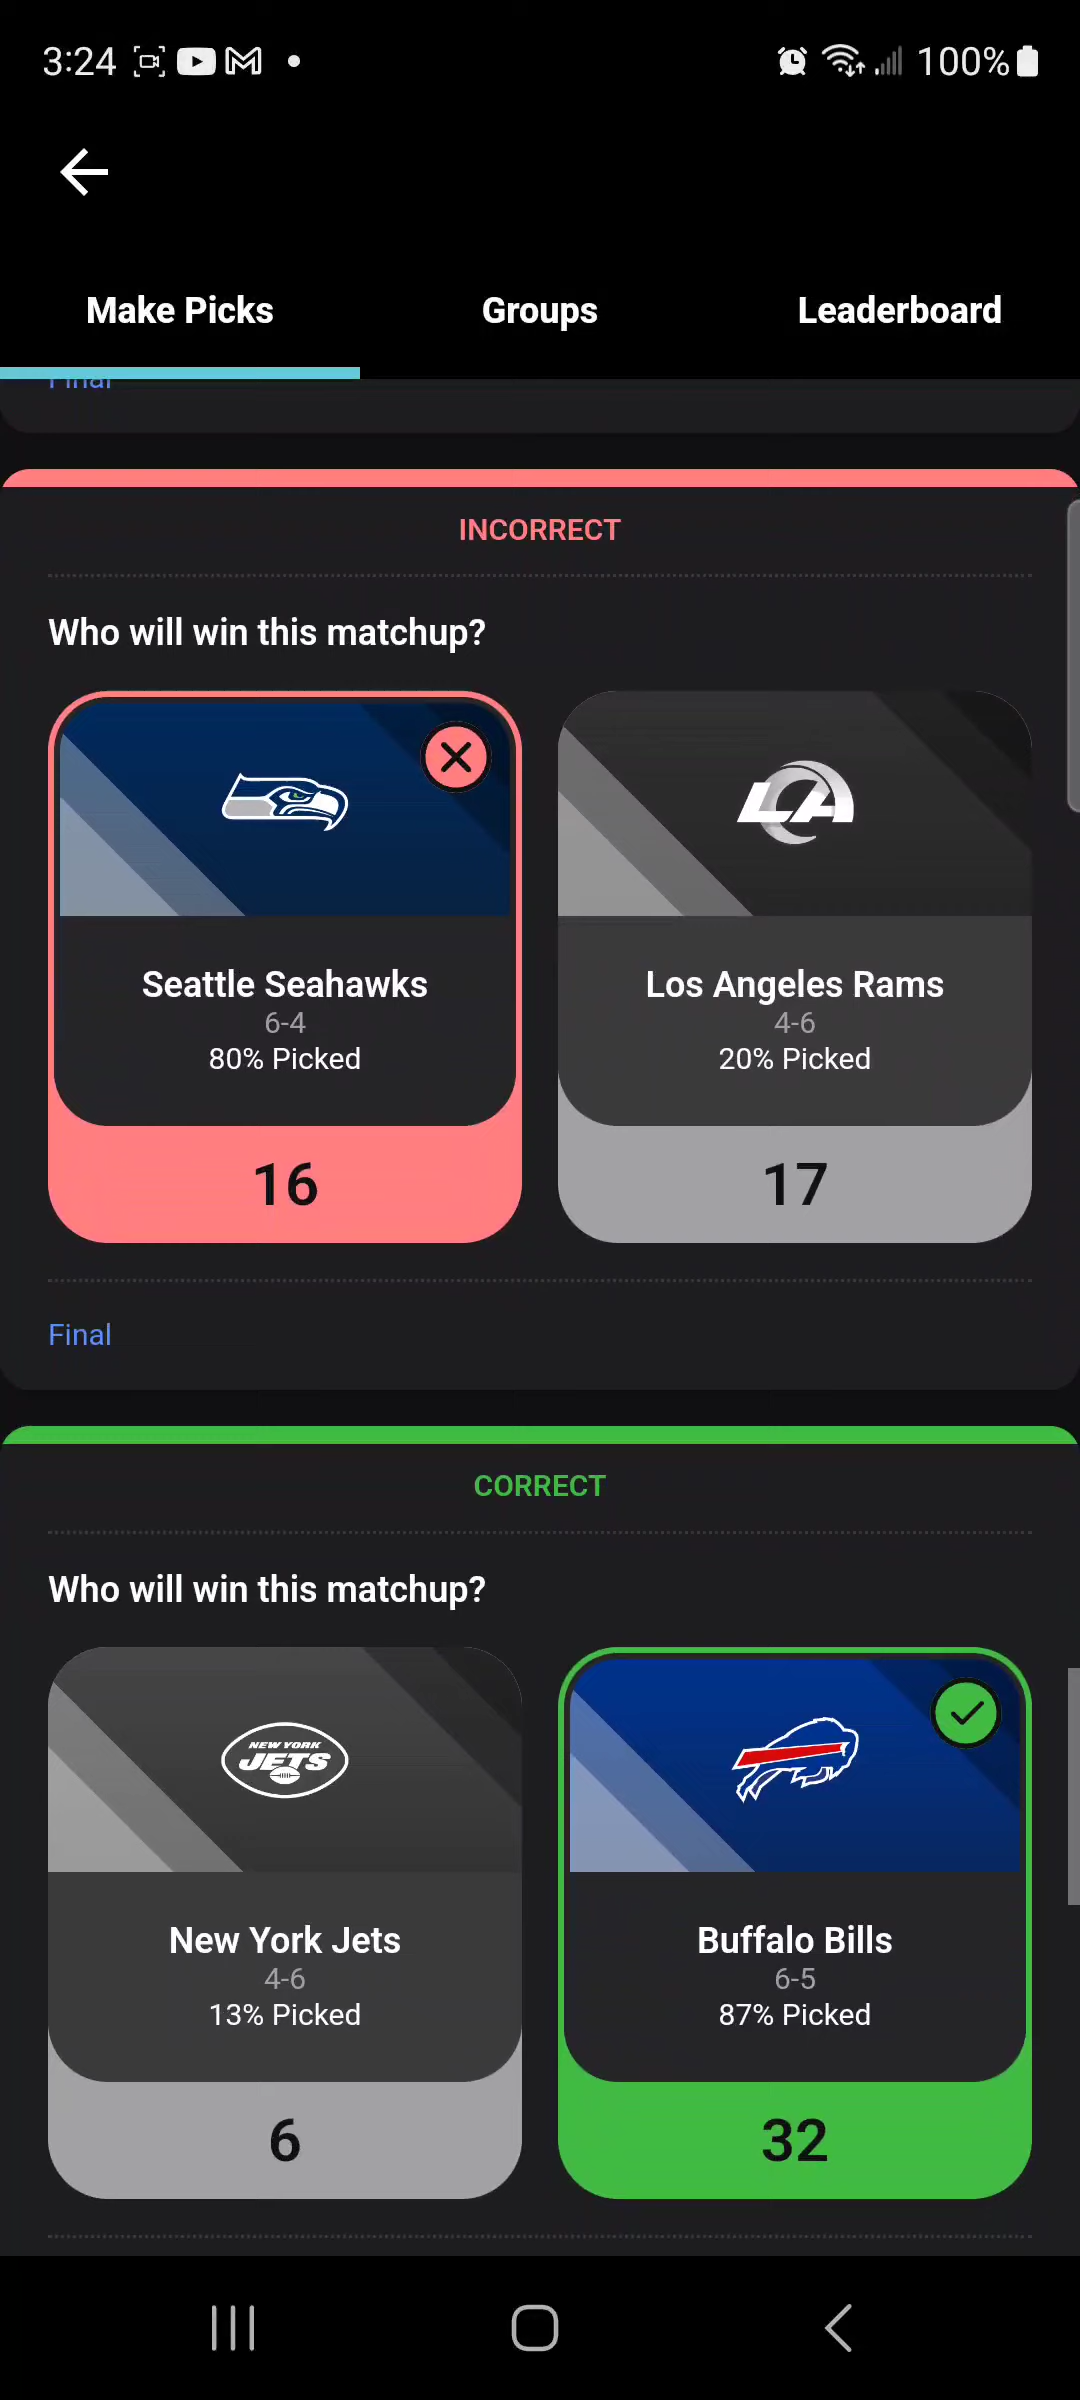 3:24
100%
Make Picks
Groups
Leaderboard
Final
INCORRECT
Who will win this matchup?
LA
Seattle Seahawks
6-4
80% Picked
16
Los Angeles Rams
4-6
20% Picked
17
Final
CORRECT
Who will win this matchup?
NEW YORK
JETS
New York Jets
4-6
13% Picked
6
Buffalo Bills
6-5
87% Picked
32